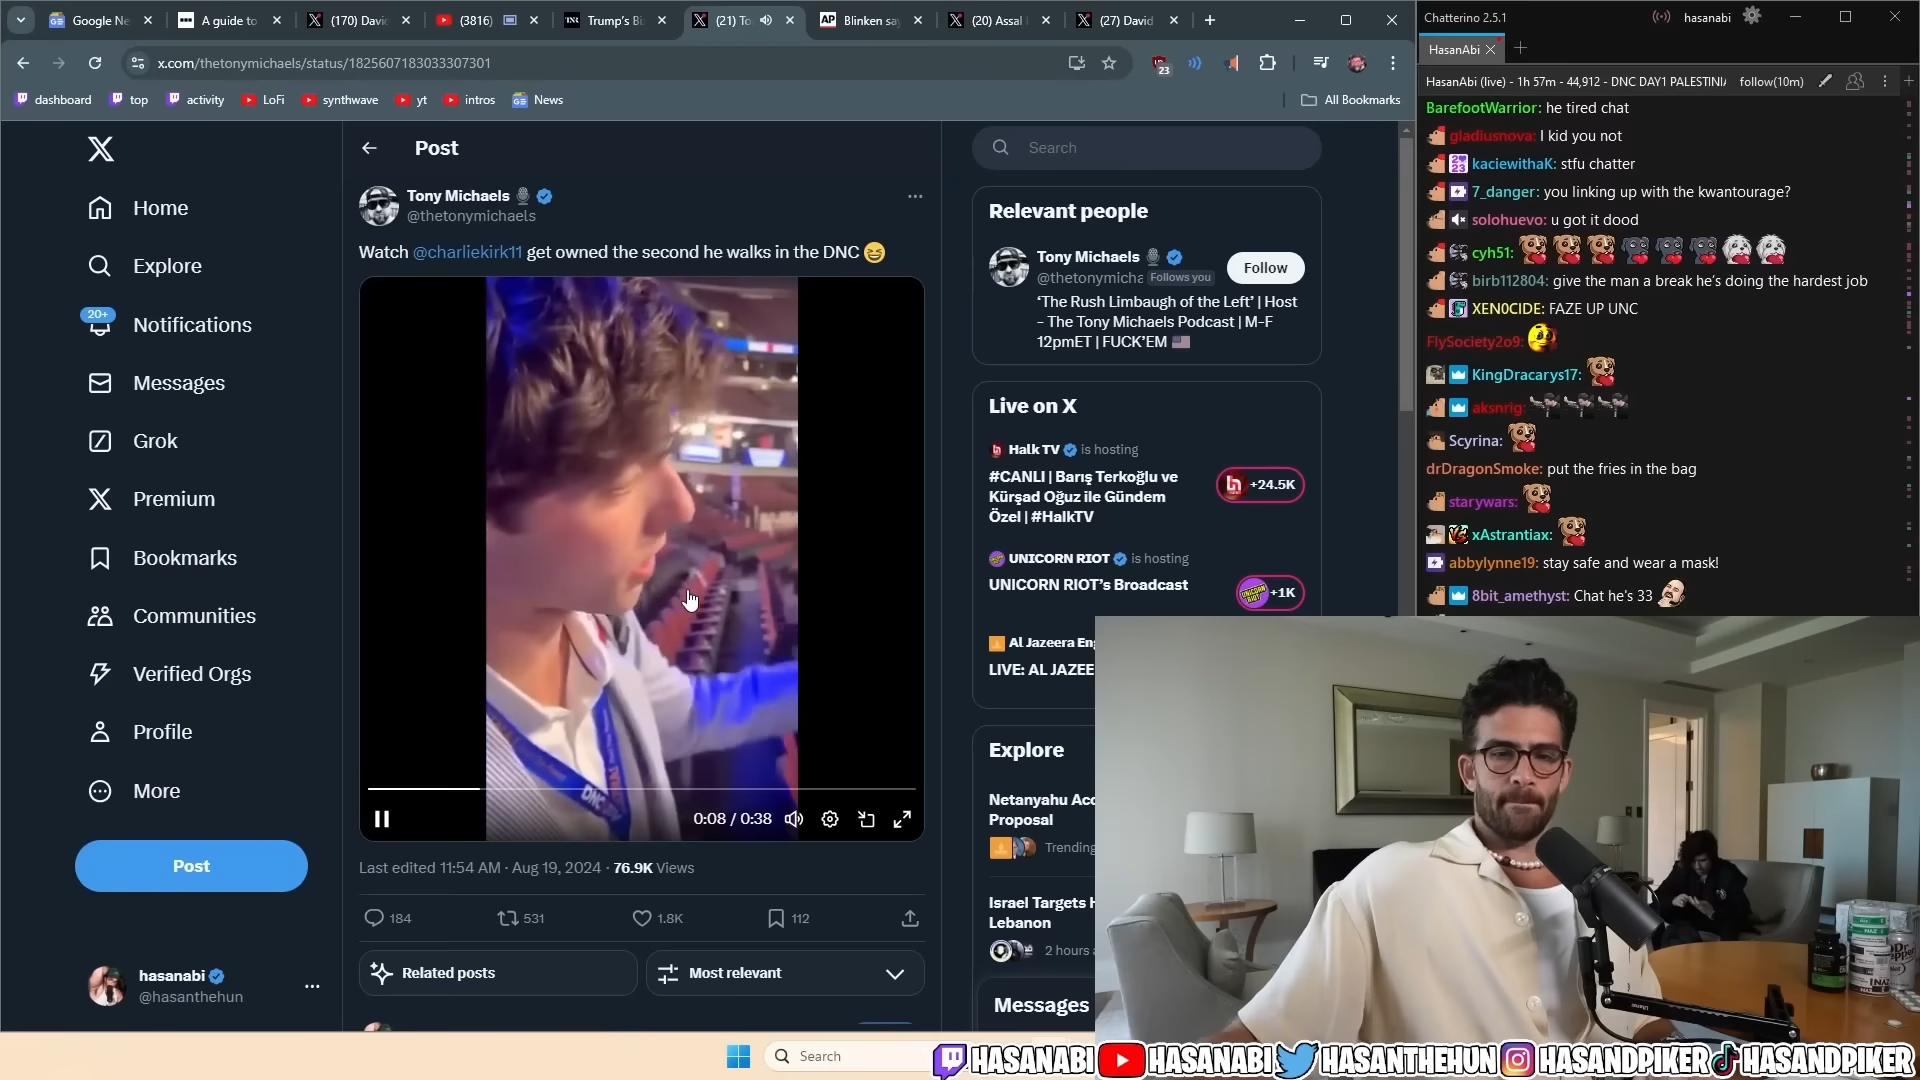 Google Ne
A guide to
(170) David
(3816)
Trump's Bi
(21) To
Blinken say
(20) Assal
(27) David
x.com/thetonymichaels/status/1825607183033307301
23
dashboard
top
activity
LoFi
synthwave
yt
intros
News
All Bookmarks
Home
Explore
20+
Notifications
Messages
Grok
Premium
Bookmarks
Communities
Verified Orgs
Profile
More
Post
hasanabi
@hasanthehun
Post
Tony Michaels
@thetonymichaels
Watch @charliekirk11 get owned the second he walks in the DNC
DNC
0:08 / 0:38
Last edited 11:54 AM · Aug 19, 2024 · 76.9K Views
184
531
1.8K
112
Related posts
Most relevant
Search
Relevant people
Tony Michaels
@thetonymicha Follows you
Follow
'The Rush Limbaugh of the Left' | Host
- The Tony Michaels Podcast | M-F
12pmET | FUCK'EM
Live on X
Halk TV is hosting
#CANLI | Barış Terkoğlu ve
Kürşad Oğuz ile Gündem
Özel | #HalkTV
+24.5K
UNICORN RIOT is hosting
UNICORN RIOT's Broadcast
+1K
Al Jazeera En
LIVE: AL JAZEE
Explore
Netanyahu Acc
Proposal
Trending
Israel Targets H
Lebanon
2 hours a
Messages
Search
Chatterino 2.5.1
hasanabi
HasanAbi
HasanAbi (live) - 1h 57m - 44,912 - DNC DAY1 PALESTINIA
follow(10m)
BarefootWarrior: he tired chat
gladiusnova: I kid you not
kaciewithaK: stfu chatter
7_danger: you linking up with the kwantourage?
solohuevo: u got it dood
cyh51:
birb112804: give the man a break he's doing the hardest job
XEN0CIDE: FAZE UP UNC
FlySociety2o9:
KingDracarys17:
aksnrig:
Scyrina:
drDragonSmoke: put the fries in the bag
starywars:
xAstrantiax:
abbylynne19: stay safe and wear a mask!
8bit_amethyst: Chat he's 33
HASANABI
HASANABI
HASANTHEHUN
HASANDPIKER
HASANDPIKER